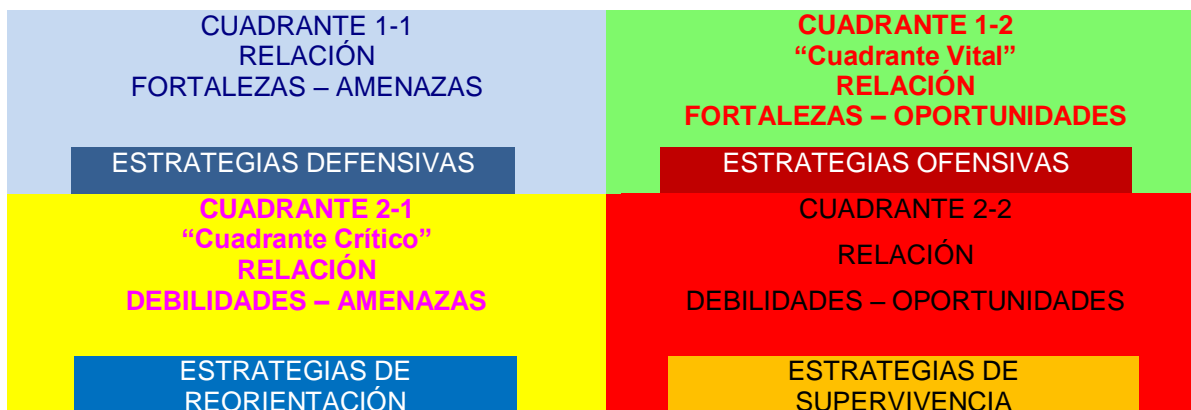 CUADRANTE 1-1
RELACIÓN
FORTALEZAS – AMENAZAS
ESTRATEGIAS DEFENSIVAS
CUADRANTE 1-2
“Cuadrante Vital”
RELACIÓN
FORTALEZAS – OPORTUNIDADES
ESTRATEGIAS OFENSIVAS
CUADRANTE 2-1
“Cuadrante Crítico”
RELACIÓN
DEBILIDADES – AMENAZAS
ESTRATEGIAS DE
REORIENTACIÓN
CUADRANTE 2-2
RELACIÓN
DEBILIDADES – OPORTUNIDADES
ESTRATEGIAS DE
SUPERVIVENCIA